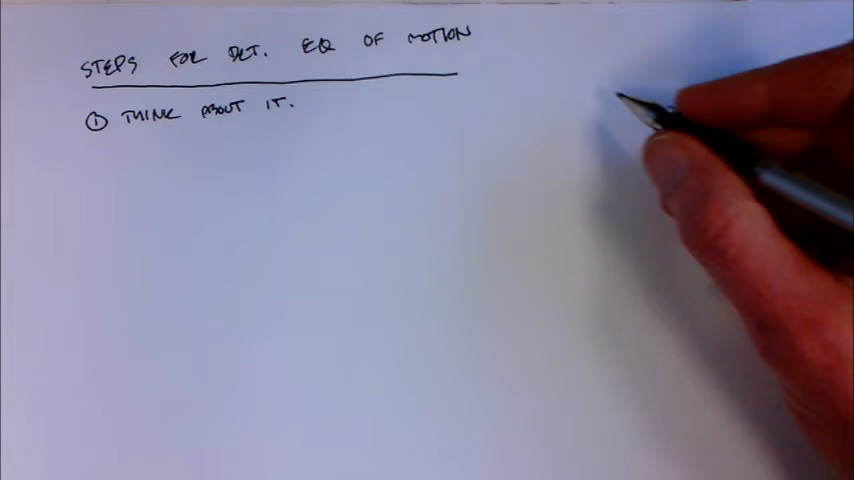 STEPS FOR DET. EQ OF MOTION
① THINK ABOUT IT.